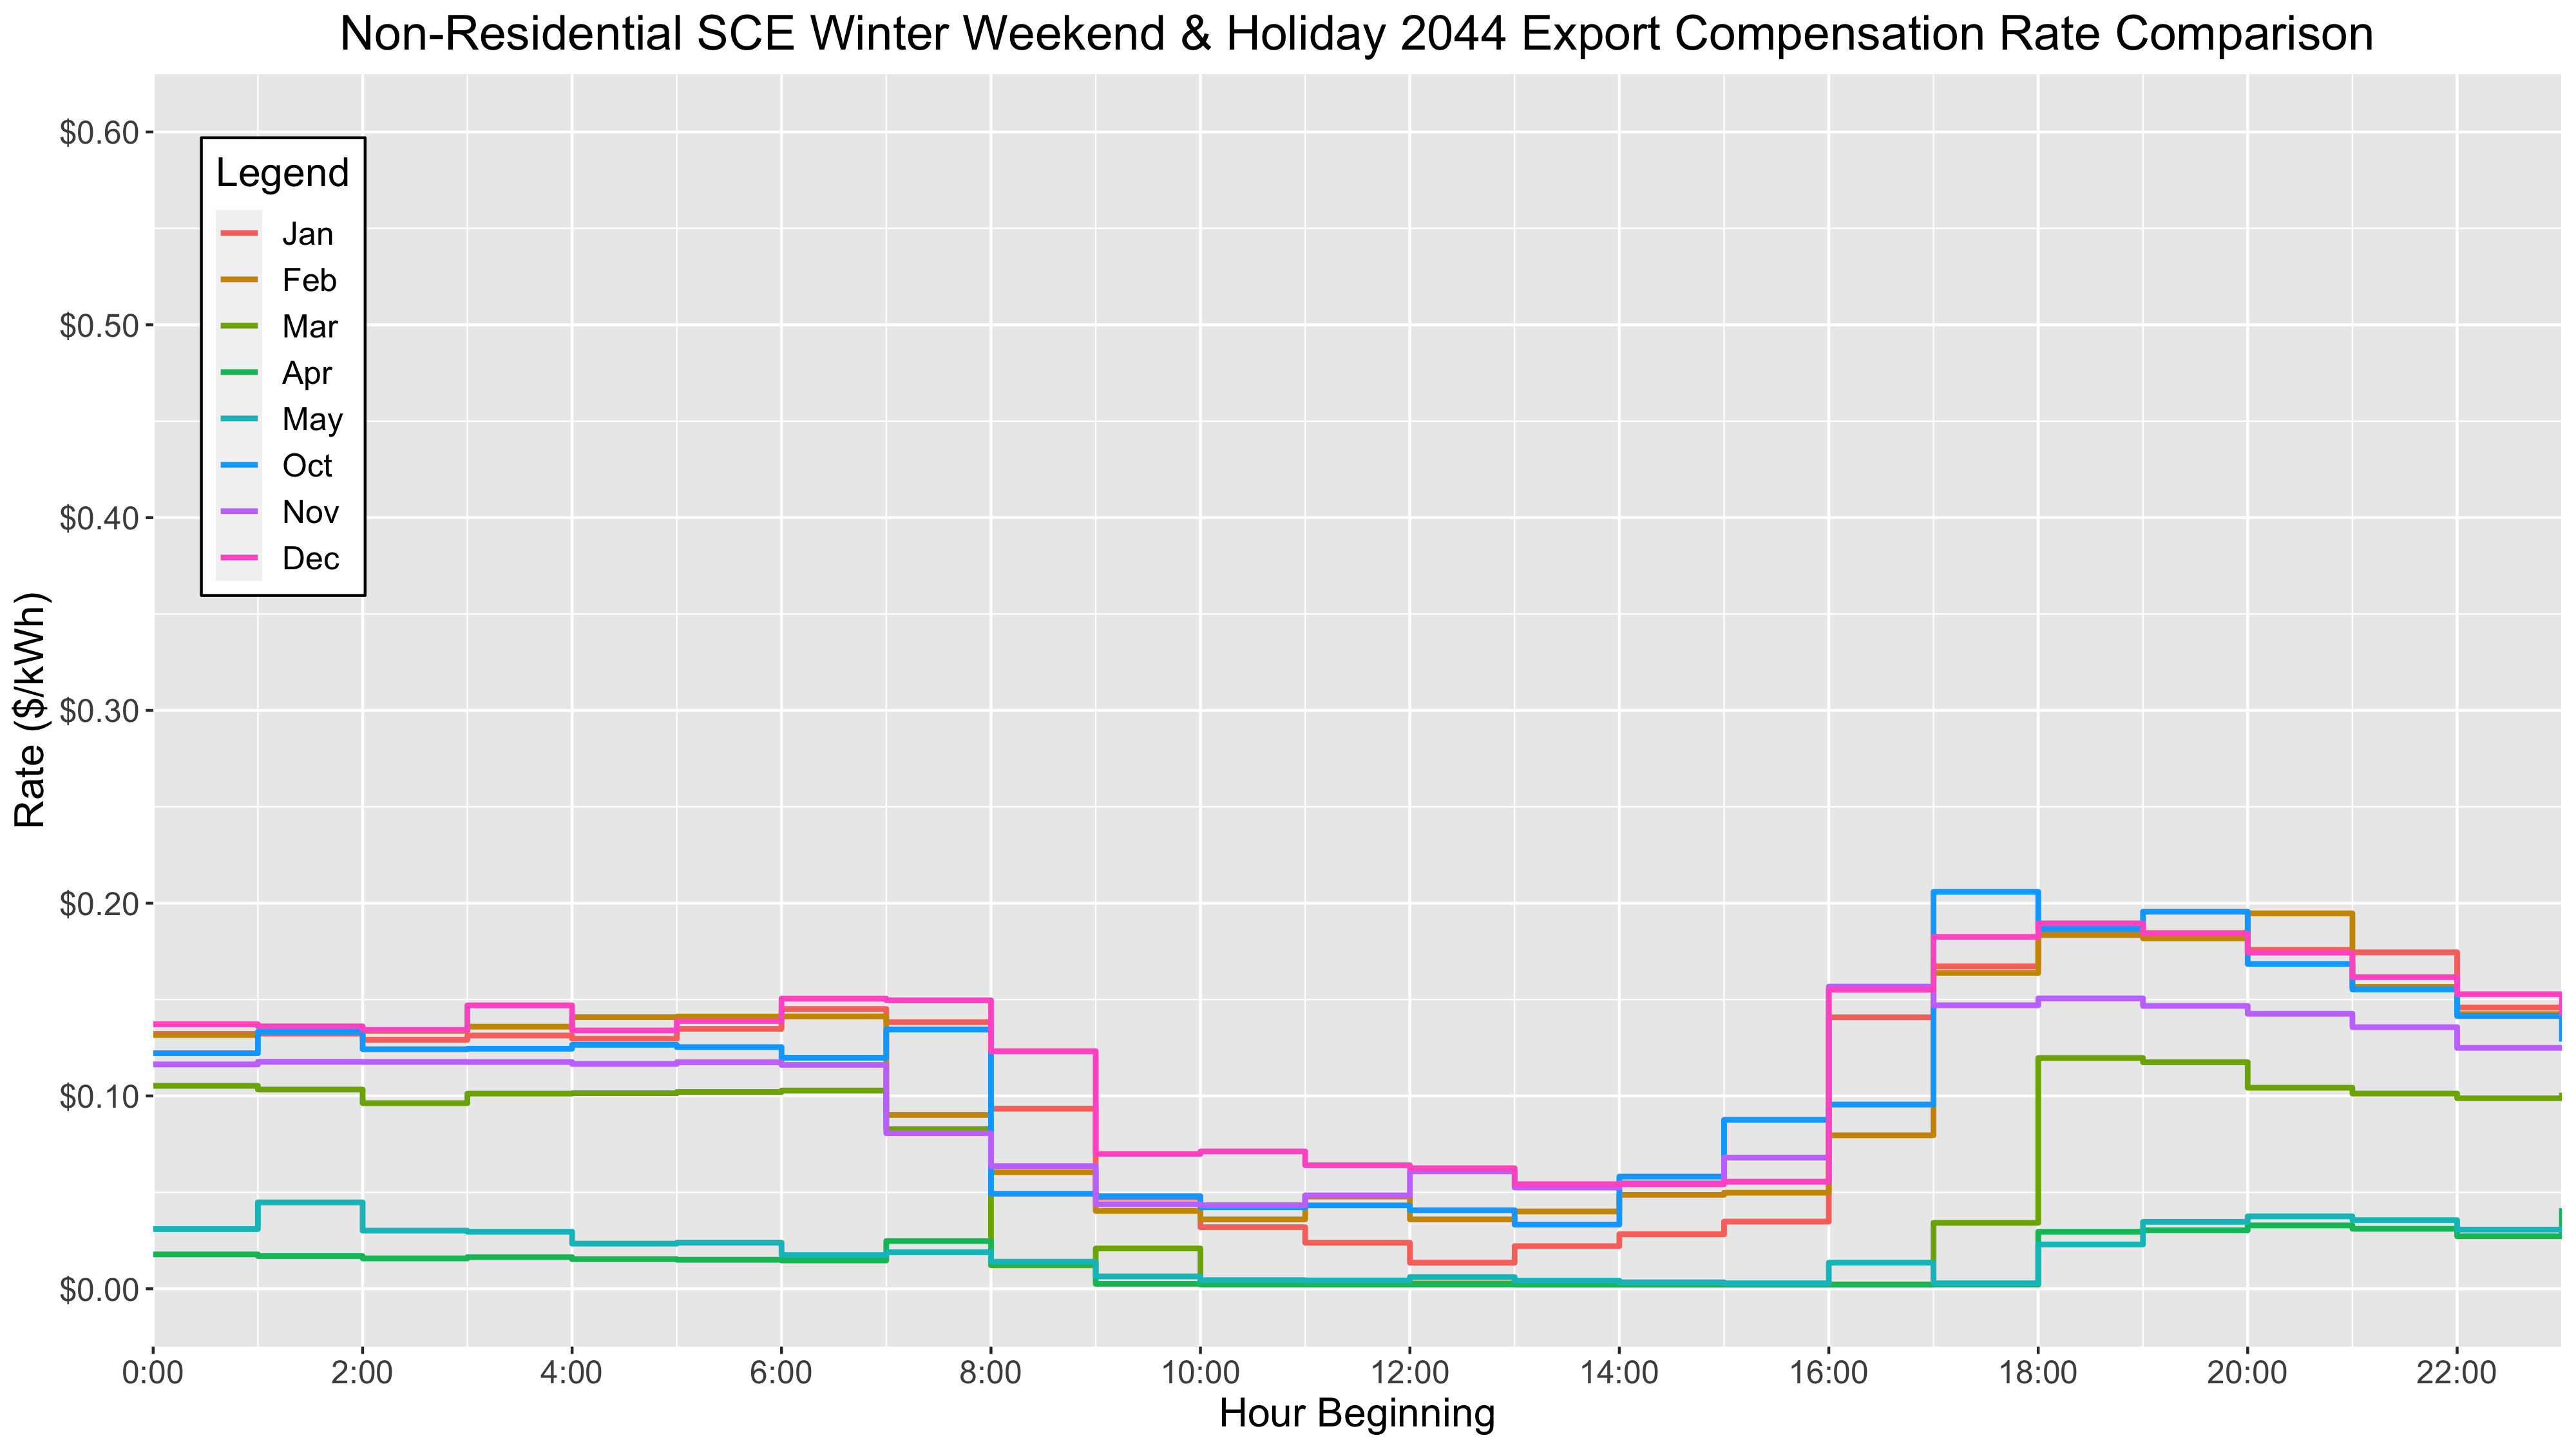 Non-Residential SCE Winter Weekend & Holiday 2044 Export Compensation Rate Comparison
$0.60
$0.50
$0.40
$0.30
$0.20
$0.10
$0.00
Rate ($/kWh)
Legend
Jan
Feb
Mar
Apr
May
Oct
Nov
Dec
0:00 2:00 4:00 6:00 8:00 10:00 12:00 14:00 16:00 18:00 20:00 22:00
Hour Beginning